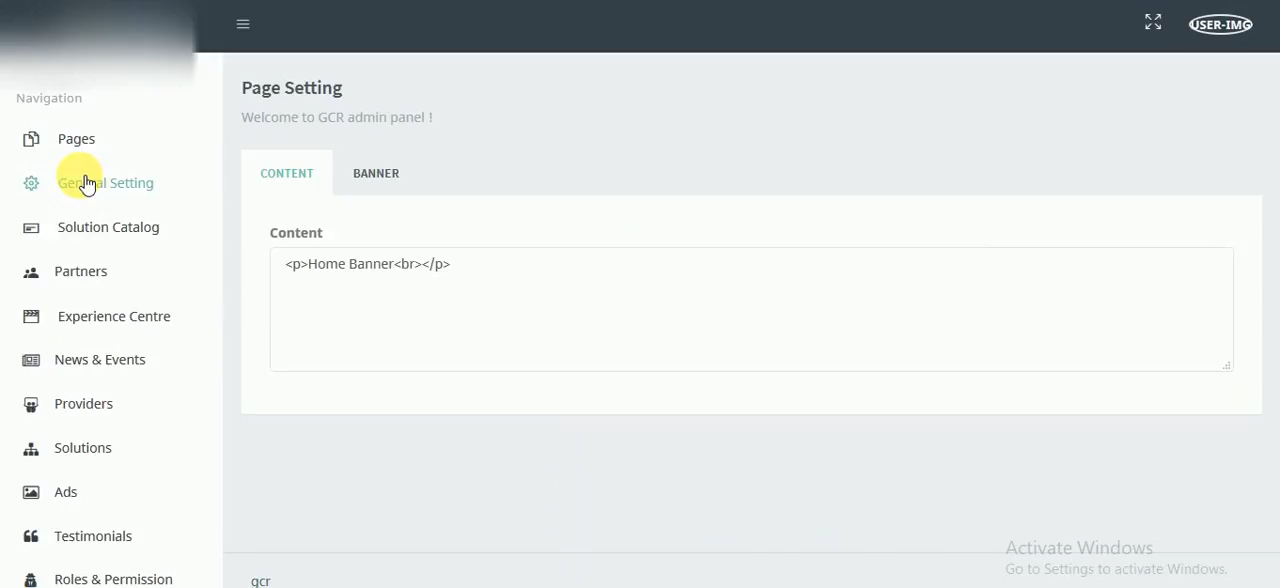 USER-IMG
Navigation
Pages
General Setting
Solution Catalog
Partners
Experience Centre
News & Events
Providers
Solutions
Ads
Testimonials
Roles & Permission
Page Setting
Welcome to GCR admin panel !
CONTENT
BANNER
Content
<p>Home Banner<br></p>
gcr
Activate Windows
Go to Settings to activate Windows.